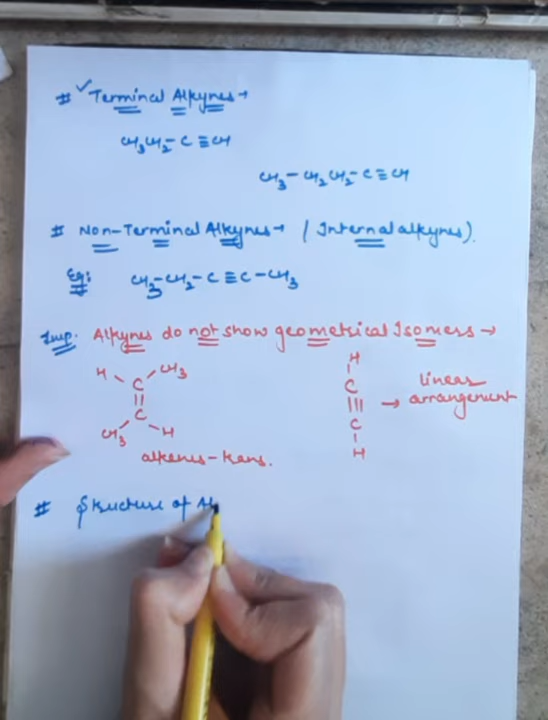 # ✓Terminal Alkynes →
CH₃CH₂-C≡CH
CH₃-CH₂CH₂-C≡CH
# Non-Terminal Alkynes → (Internal alkynes).
Eg: CH₃-CH₂-C≡C-CH₃
Imp. Alkynes do not show geometrical Isomers →
H CH₃
C
||
C
CH₃ H
alkenes-trans.
H
C
|||
C
H
→ linear
arrangement
# Structure of Al